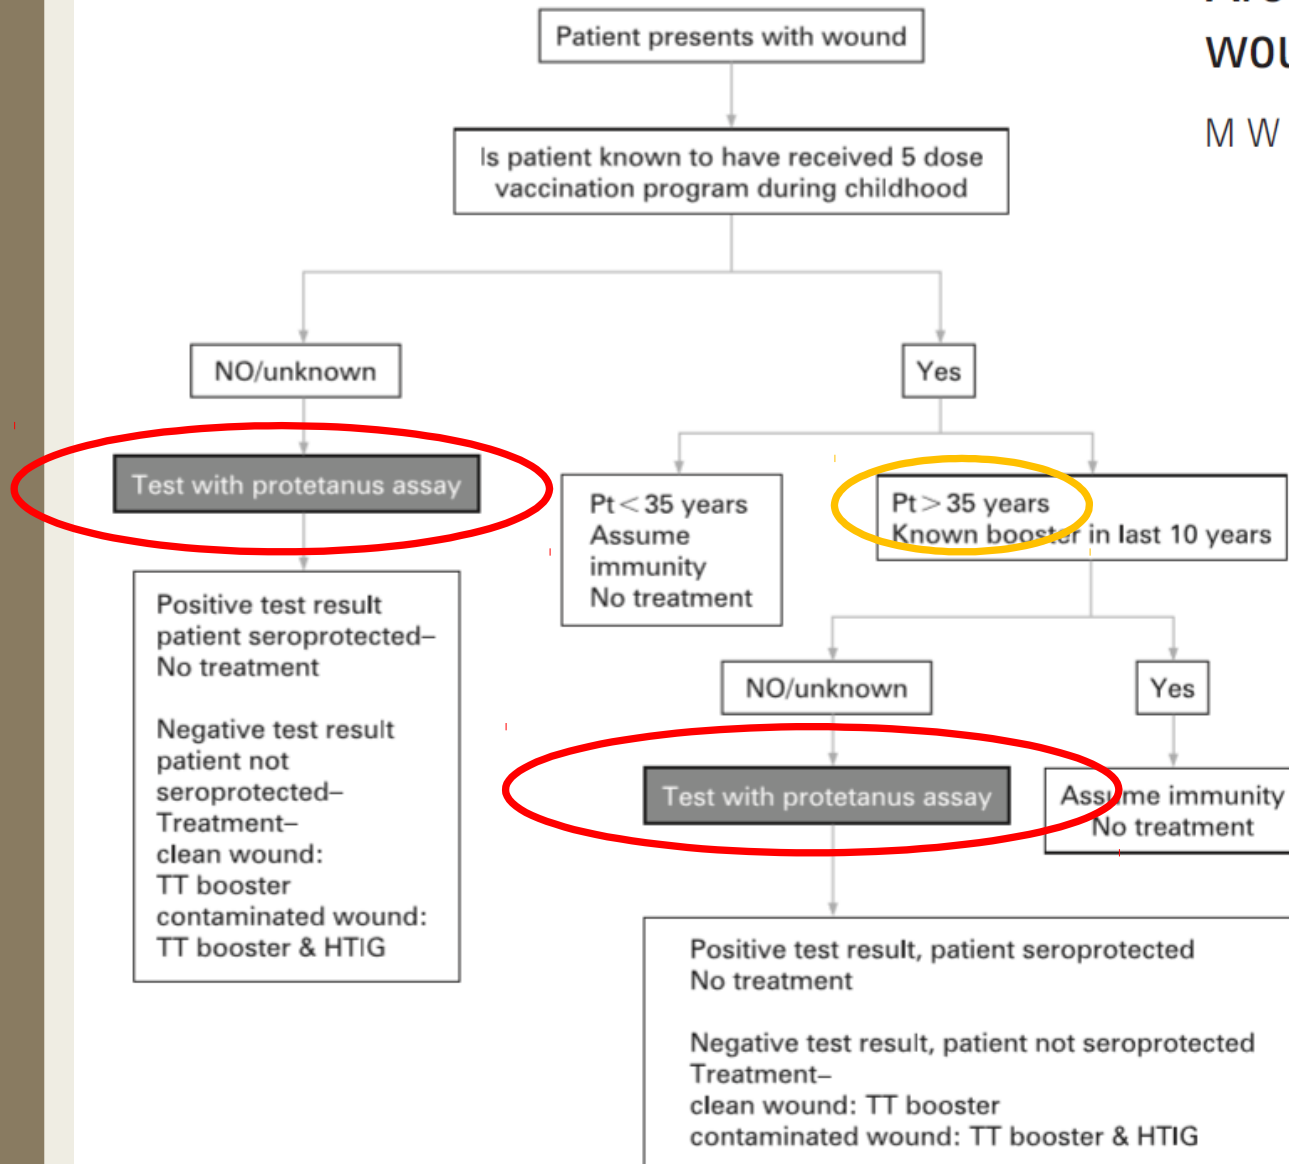 Patient presents with wound
M W
Is patient known to have received 5 dose
vaccination program during childhood
NO/unknown
Yes
Test with protetanus assay
Pt < 35 years
Assume
immunity
No treatment
Pt > 35 years
Known booster in last 10 years
Positive test result
patient seroprotected–
No treatment
Negative test result
patient not
seroprotected–
Treatment–
clean wound:
TT booster
contaminated wound:
TT booster & HTIG
NO/unknown
Yes
Test with protetanus assay
Assume immunity
No treatment
Positive test result, patient seroprotected
No treatment
Negative test result, patient not seroprotected
Treatment–
clean wound: TT booster
contaminated wound: TT booster & HTIG